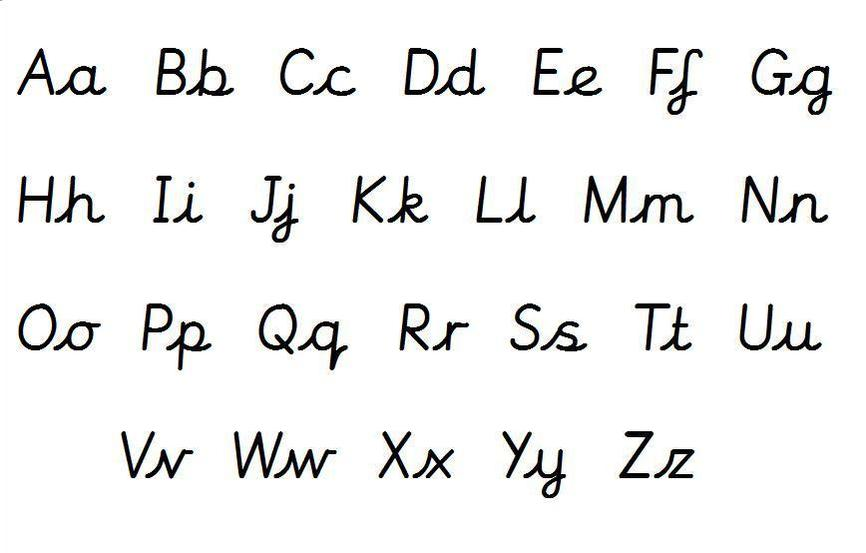 Aa Bb Cc Dd Ee Ff Gg
Hh Ii Jj Kk Ll Mm Nn
Oo Pp Qq Rr Ss Tt Uu
Vv Ww Xx Yy Zz